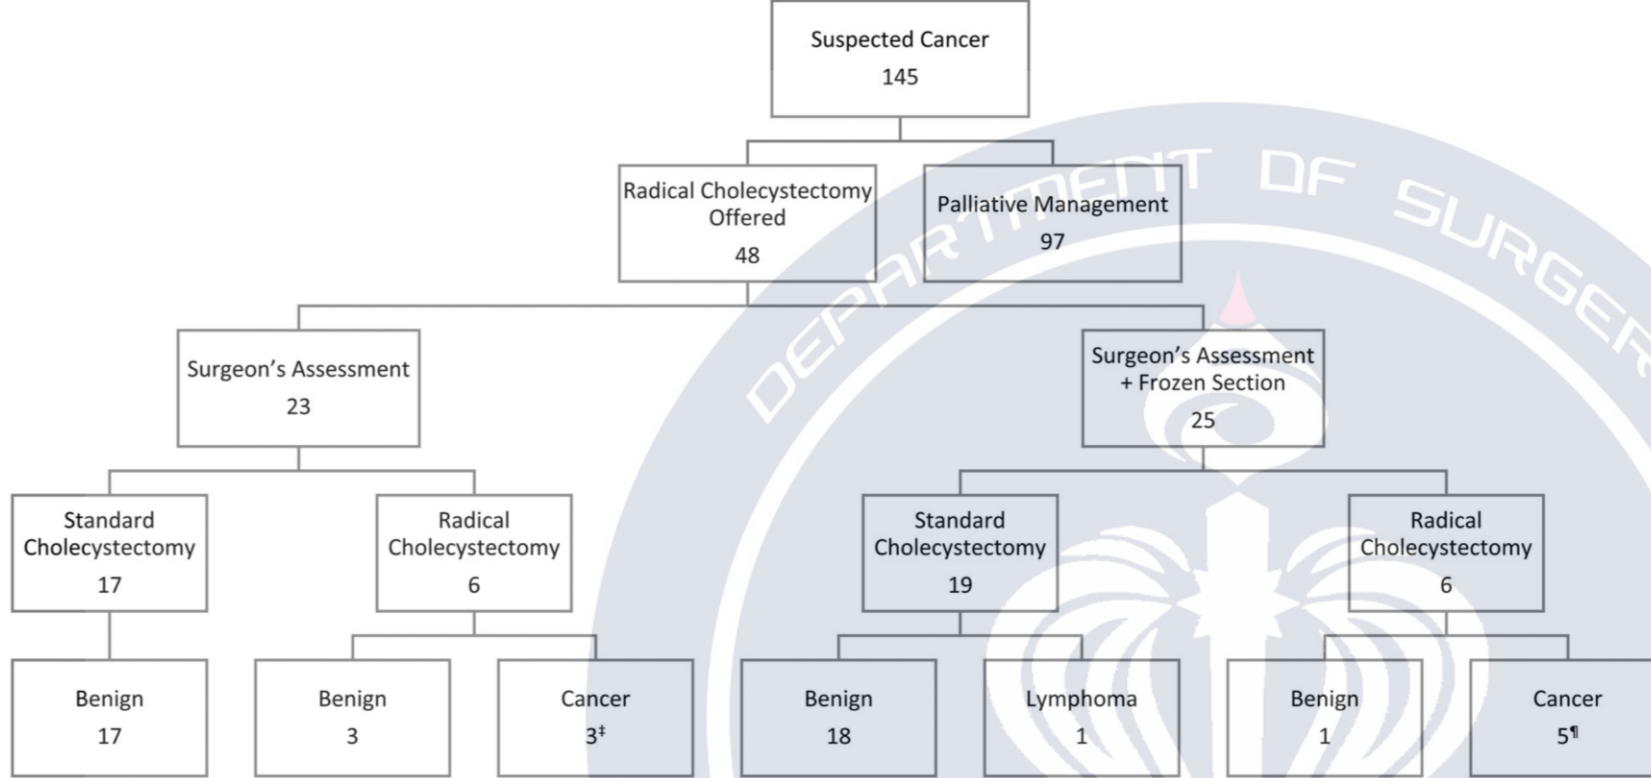 Suspected Cancer
145
Radical Cholecystectomy
Offered
48
Palliative Management
97
DEPARTMENT OF SURGER
Surgeon's Assessment
23
Surgeon's Assessment
+ Frozen Section
25
Standard
Cholecystectomy
17
Radical
Cholecystectomy
6
Standard
Cholecystectomy
19
Radical
Cholecystectomy
6
Benign
17
Benign
3
Cancer
3‡
Benign
18
Lymphoma
1
Benign
1
Cancer
5¶